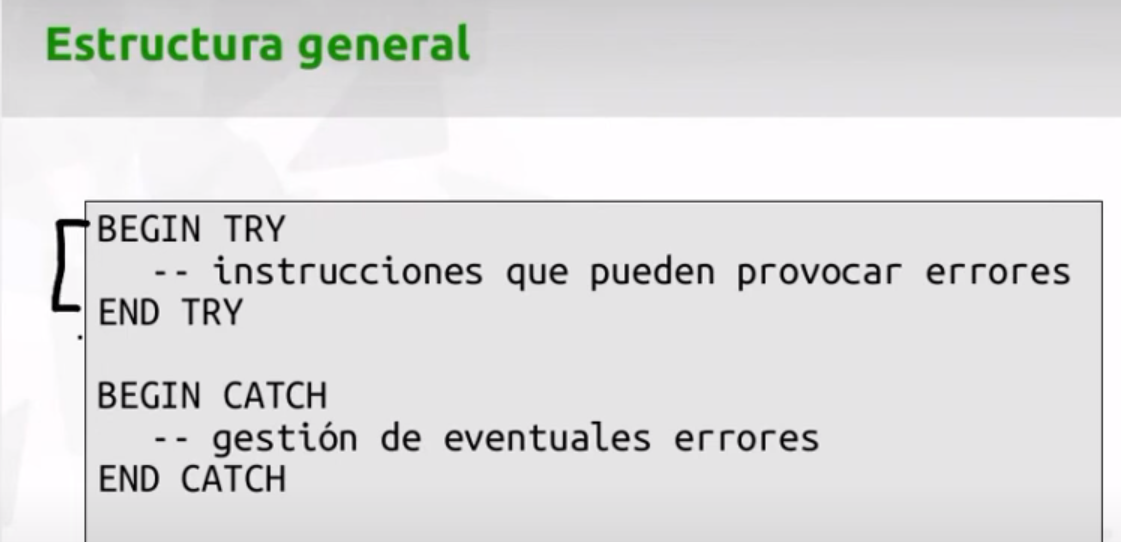 Estructura general
BEGIN TRY
-- instrucciones que pueden provocar errores
END TRY
BEGIN CATCH
-- gestión de eventuales errores
END CATCH